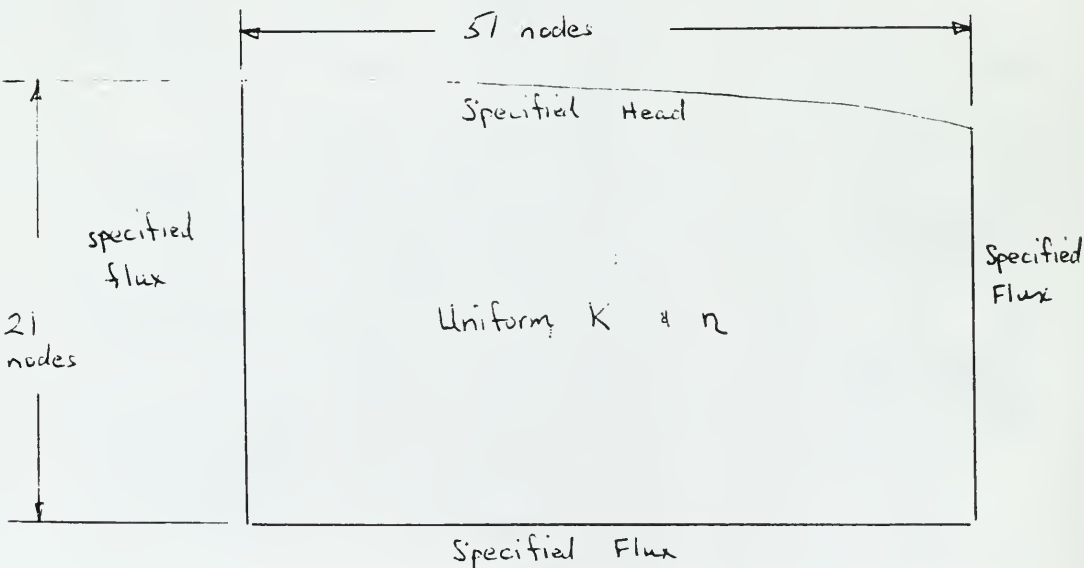 51 nodes
Specified Head
specified
flux
Specified
Flux
21
nodes
Uniform K & η
Specified Flux